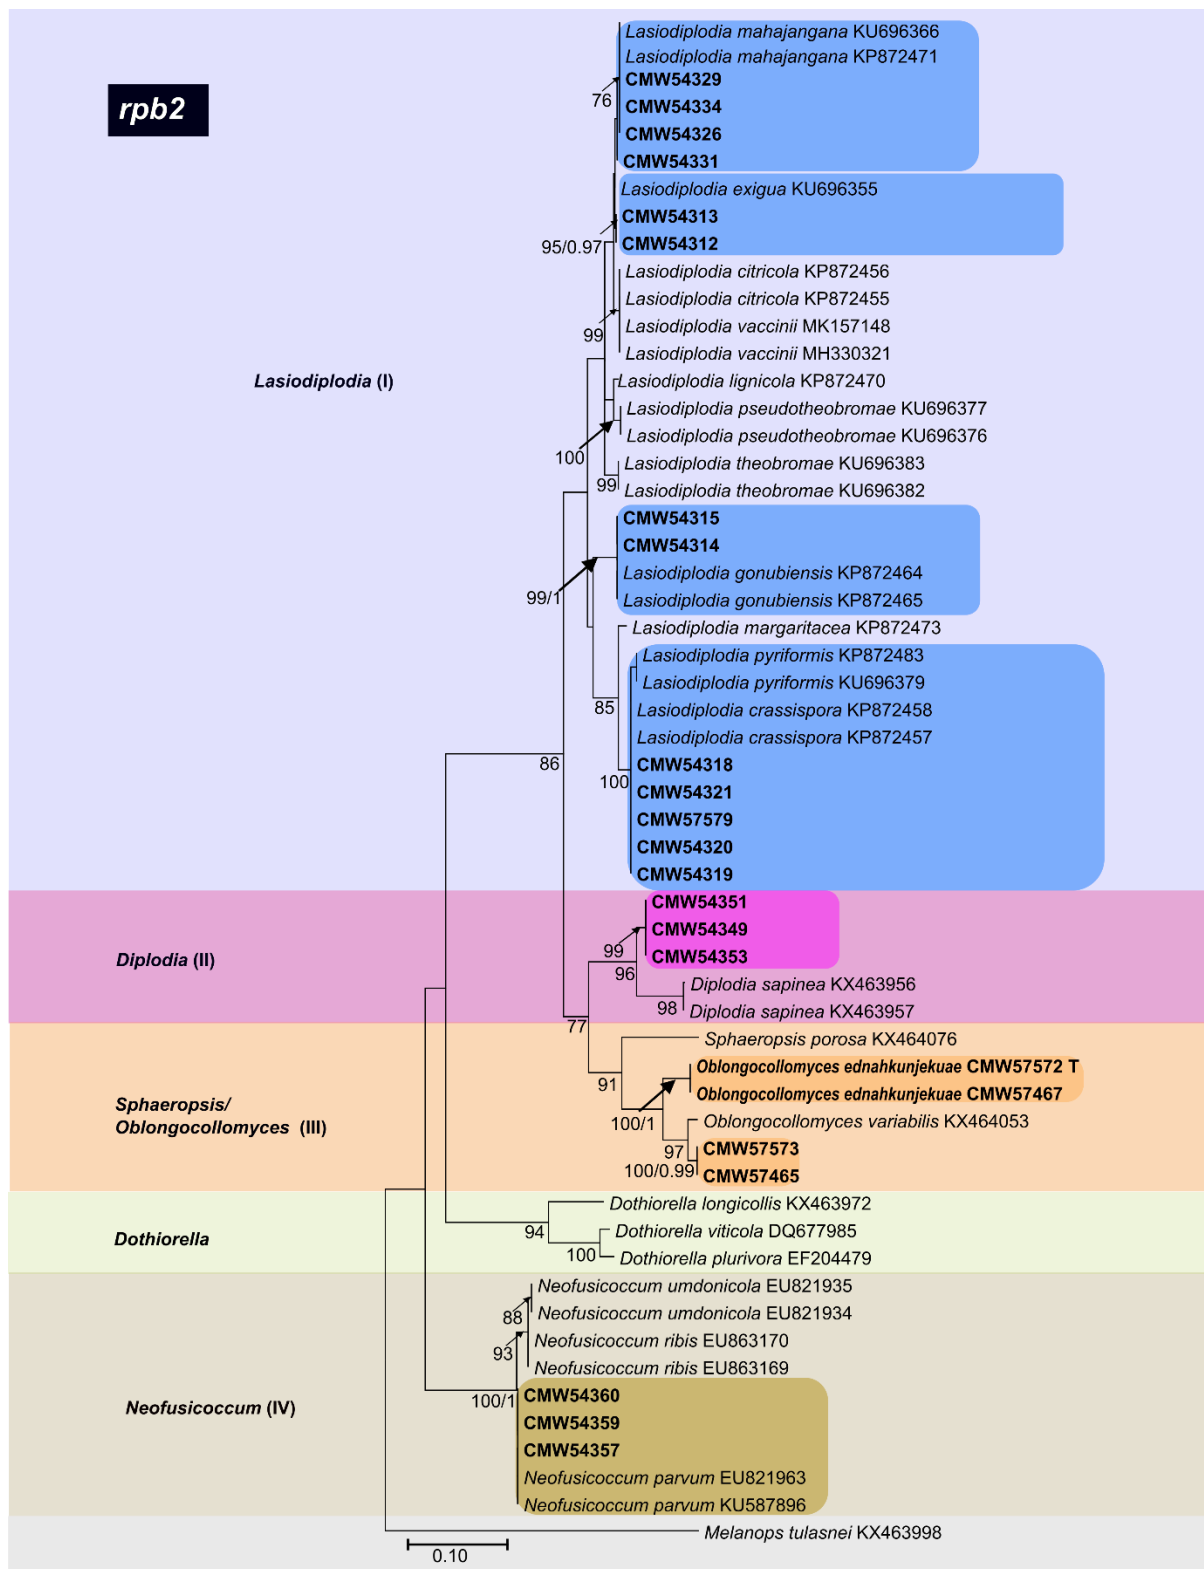 rpb2
Lasiodiplodia mahajangana KU696366
Lasiodiplodia mahajangana KP872471
CMW54329
76
CMW54334
CMW54326
CMW54331
Lasiodiplodia exigua KU696355
CMW54313
95/0.97
CMW54312
Lasiodiplodia citricola KP872456
Lasiodiplodia citricola KP872455
Lasiodiplodia vaccinii MK157148
99
Lasiodiplodia vaccinii MH330321
Lasiodiplodia (I)
Lasiodiplodia lignicola KP872470
Lasiodiplodia pseudotheobromae KU696377
Lasiodiplodia pseudotheobromae KU696376
100
Lasiodiplodia theobromae KU696383
99
Lasiodiplodia theobromae KU696382
CMW54315
CMW54314
Lasiodiplodia gonubiensis KP872464
99/1
Lasiodiplodia gonubiensis KP872465
Lasiodiplodia margaritacea KP872473
Lasiodiplodia pyriformis KP872483
Lasiodiplodia pyriformis KU696379
85
Lasiodiplodia crassispora KP872458
Lasiodiplodia crassispora KP872457
86
CMW54318
100
CMW54321
CMW57579
CMW54320
CMW54319
CMW54351
CMW54349
99
CMW54353
Diplodia (II)
96
Diplodia sapinea KX463956
98
Diplodia sapinea KX463957
77
Sphaeropsis porosa KX464076
Oblongocollomyces ednahkunjekuae CMW57572 T
91
Oblongocollomyces ednahkunjekuae CMW57467
Sphaeropsis/
Oblongocollomyces (III)
100/1
Oblongocollomyces variabilis KX464053
97
CMW57573
100/0.99
CMW57465
Dothiorella longicollis KX463972
94
Dothiorella viticola DQ677985
Dothiorella
100
Dothiorella plurivora EF204479
Neofusicoccum umdonicola EU821935
88
Neofusicoccum umdonicola EU821934
Neofusicoccum ribis EU863170
93
Neofusicoccum ribis EU863169
100/1
CMW54360
Neofusicoccum (IV)
CMW54359
CMW54357
Neofusicoccum parvum EU821963
Neofusicoccum parvum KU587896
Melanops tulasnei KX463998
0.10